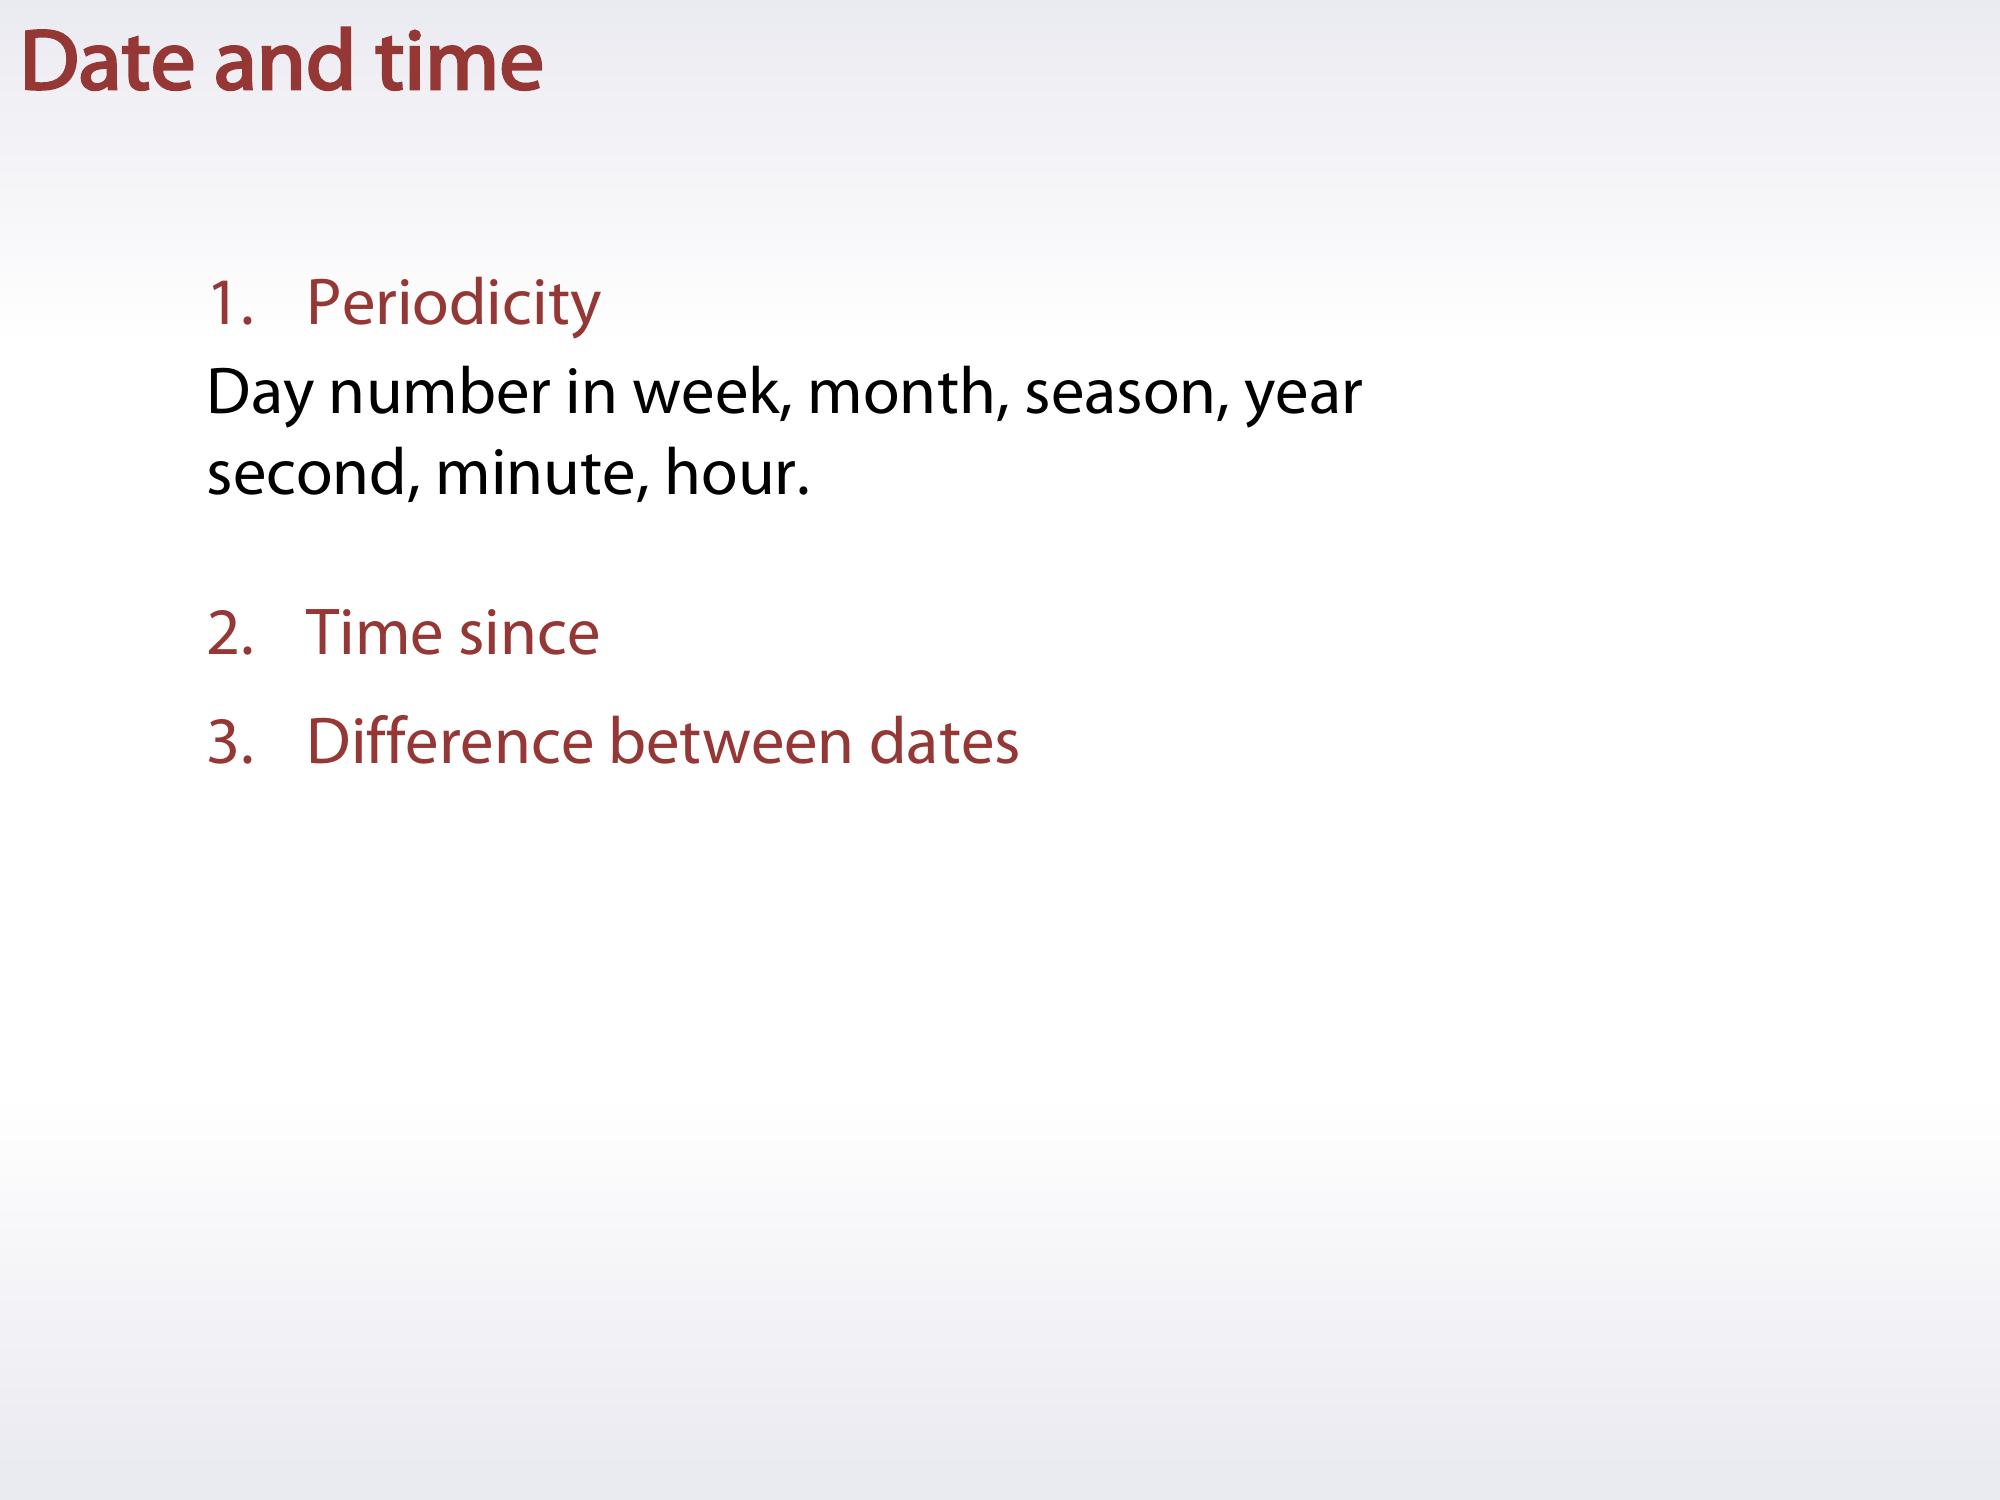 Date and time
1. Periodicity
Day number in week, month, season, year
second, minute, hour.
2. Time since
3. Difference between dates